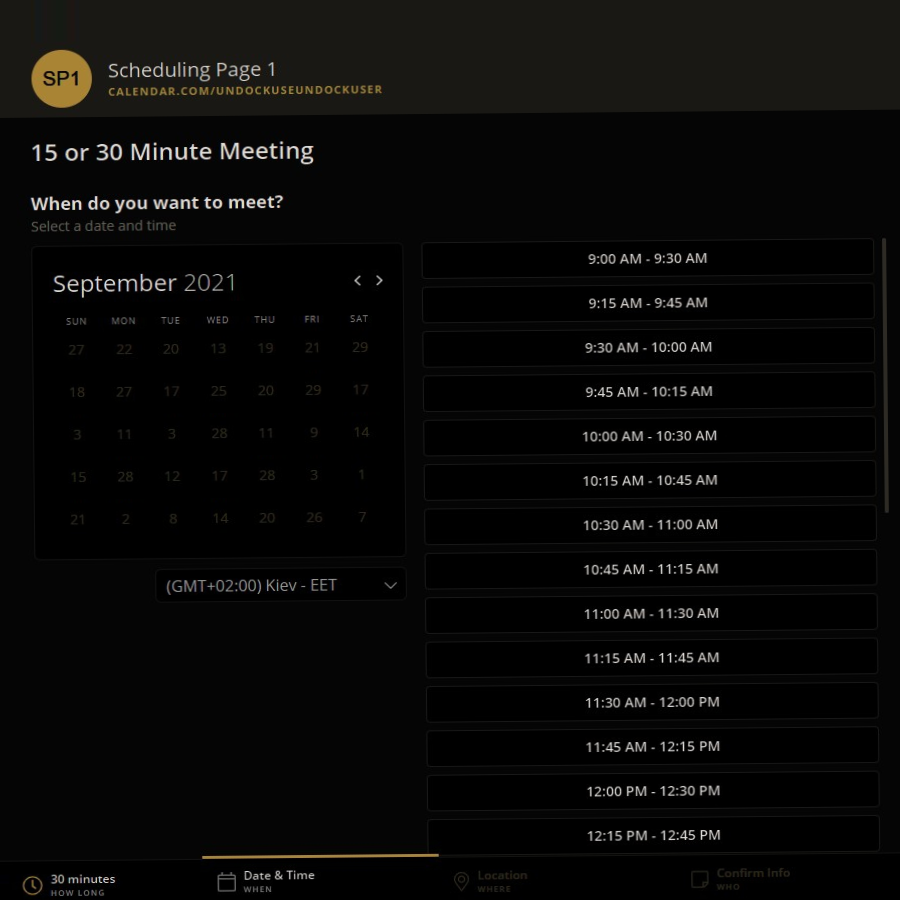 SP1
Scheduling Page 1
CALENDAR.COM/UNDOCKUSEUNDOCKUSER
15 or 30 Minute Meeting
When do you want to meet?
Select a date and time
September 2021
SUN MON TUE WED THU FRI SAT
27 22 20 13 19 21 29
18 27 17 25 20 29 17
3 11 3 28 11 9 14
15 28 12 17 28 3 1
21 2 8 14 20 26 7
(GMT+02:00) Kiev - EET
9:00 AM - 9:30 AM
9:15 AM - 9:45 AM
9:30 AM - 10:00 AM
9:45 AM - 10:15 AM
10:00 AM - 10:30 AM
10:15 AM - 10:45 AM
10:30 AM - 11:00 AM
10:45 AM - 11:15 AM
11:00 AM - 11:30 AM
11:15 AM - 11:45 AM
11:30 AM - 12:00 PM
11:45 AM - 12:15 PM
12:00 PM - 12:30 PM
12:15 PM - 12:45 PM
30 minutes
HOW LONG
Date & Time
WHEN
Location
WHERE
Confirm Info
WHO